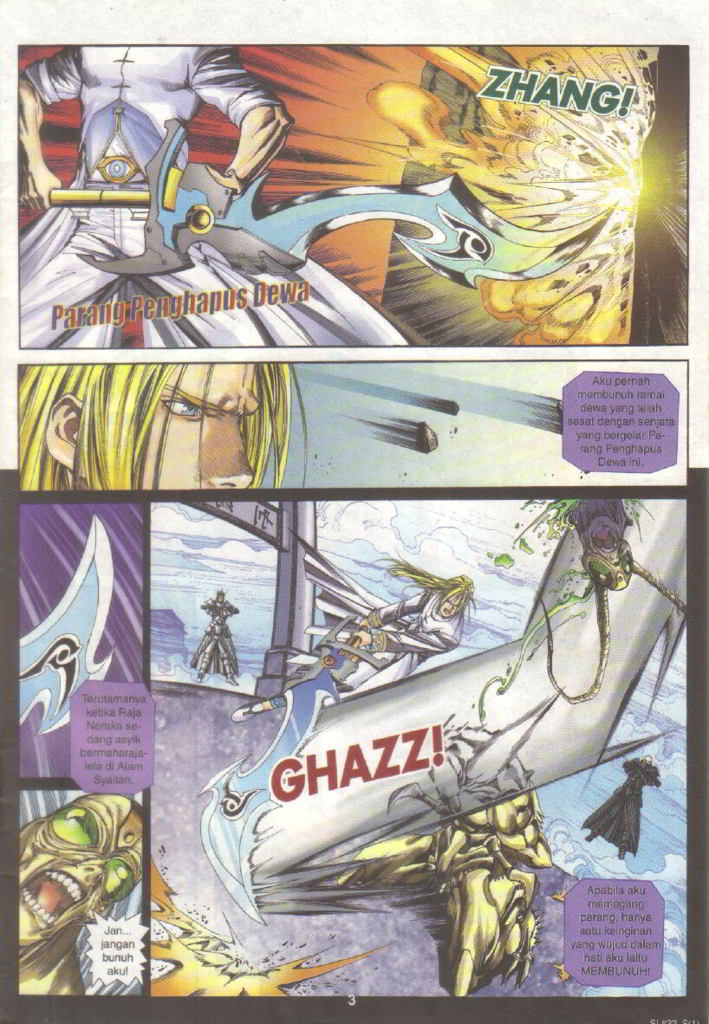 ZHANG!
Parang Penghapus Dewa
Aku pernah
membunuh ramai
dewa yang telah
sesat dengan senjata
yang bergelar Pa-
rang Penghapus
Dewa ini.
Terutamanya
ketika Raja
Neraka se-
dang asyik
bermaharaja-
lela di Alam
Syaitan.
GHAZZ!
Jan...
jangan
bunuh
aku!
Apabila aku
memegang
parang, hanya
satu keinginan
yang wujud dalam
hati aku iaitu
MEMBUNUH!
3